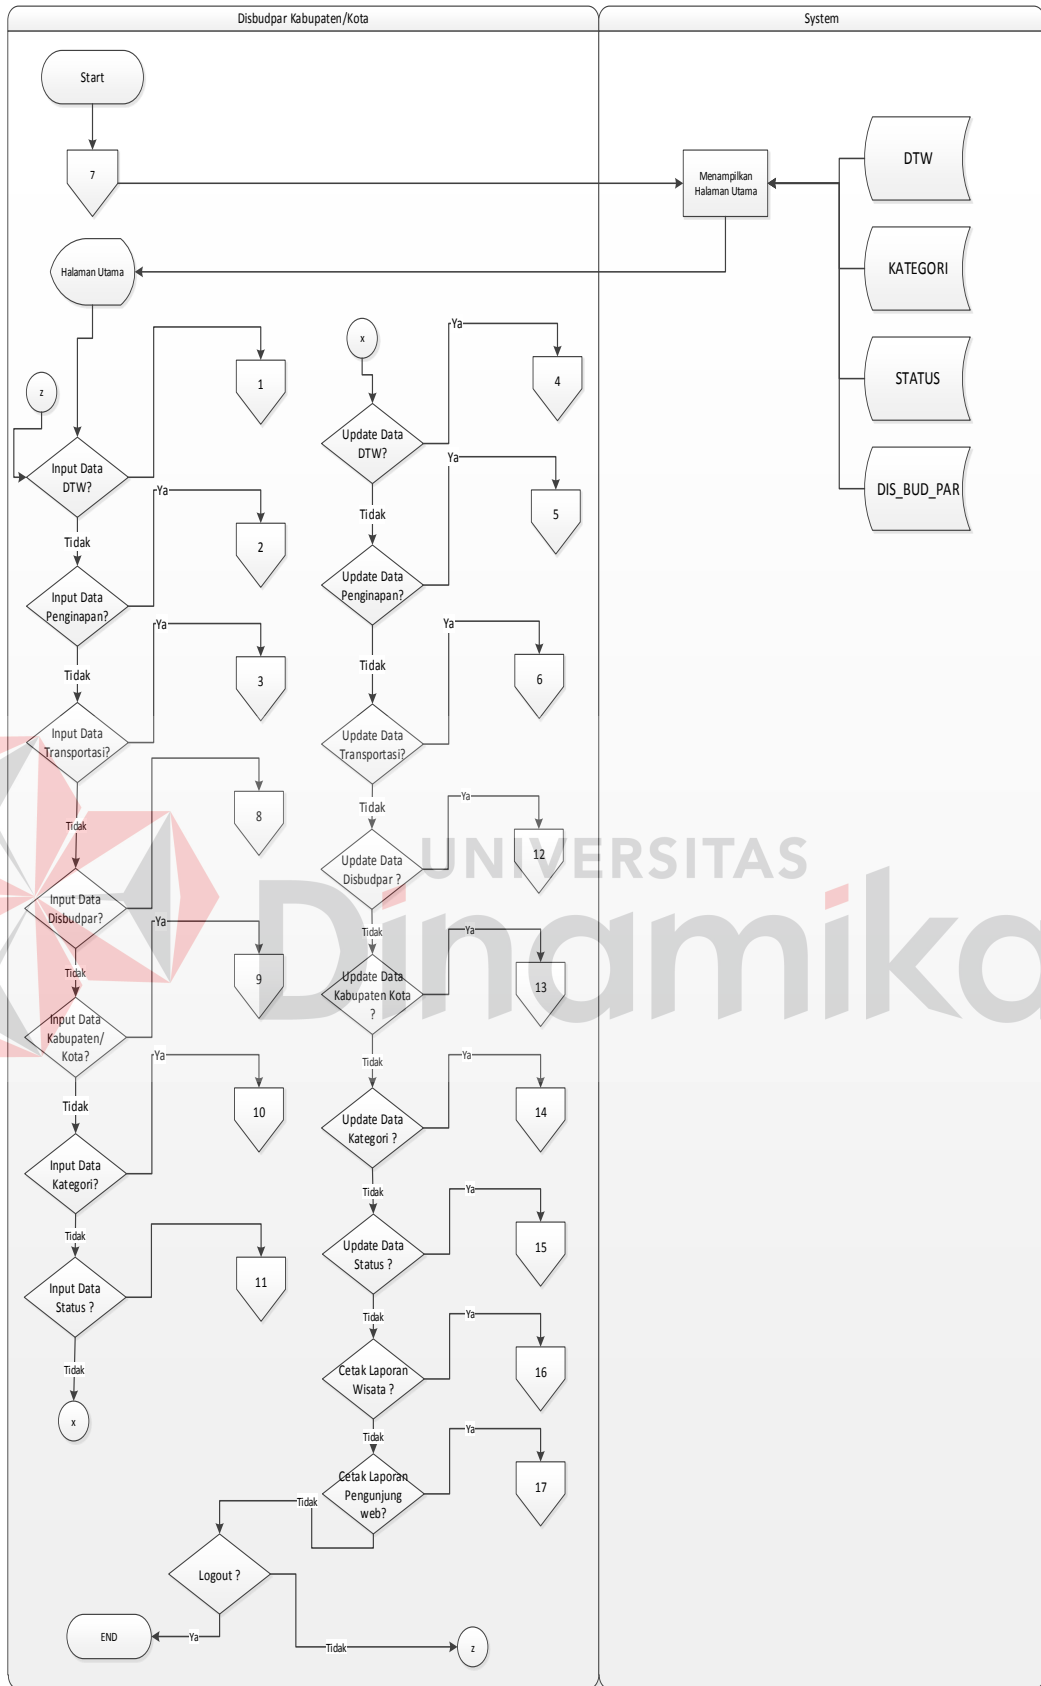 Disbudpar Kabupaten/Kota
System
Start
7
Menampilkan
Halaman Utama
DTW
KATEGORI
STATUS
DIS_BUD_PAR
Halaman Utama
z
Input Data
DTW?
1
Tidak
Input Data
Penginapan?
Ya
2
Tidak
Input Data
Transportasi?
Ya
3
Tidak
Input Data
Disbudpar?
8
Tidak
Input Data
Kabupaten/
Kota?
Ya
9
Tidak
Input Data
Kategori?
Ya
10
Tidak
Input Data
Status ?
11
Tidak
x
x
Update Data
DTW?
Ya
4
Tidak
Update Data
Penginapan?
Ya
5
Tidak
Update Data
Transportasi?
Ya
6
Tidak
Update Data
Disbudpar ?
Ya
12
Tidak
Update Data
Kabupaten Kota
?
Ya
13
Tidak
Update Data
Kategori ?
Ya
14
Tidak
Update Data
Status ?
Ya
15
Tidak
Cetak Laporan
Wisata ?
Ya
16
Tidak
Cetak Laporan
Pengunjung
web?
Ya
17
Tidak
Logout ?
Ya
END
Tidak
z
UNIVERSITAS
Dinamika